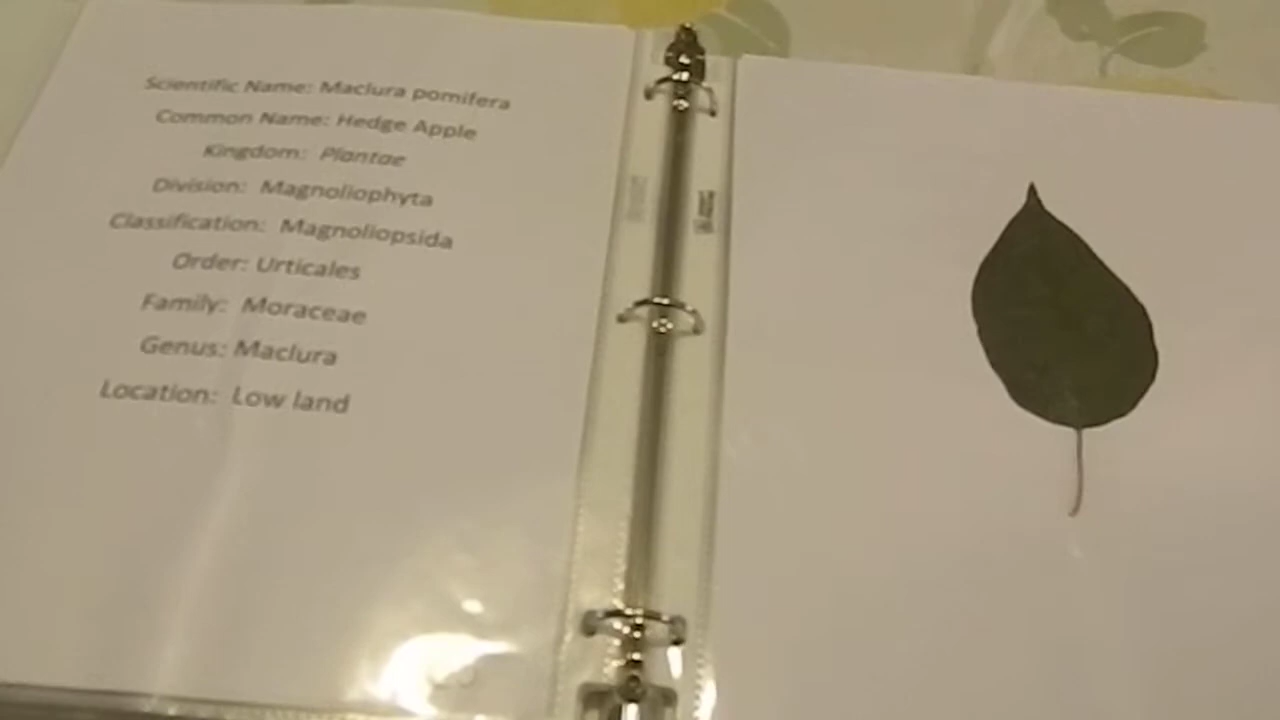 Scientific Name: Maclura pomifera
Common Name: Hedge Apple
Kingdom: Plantae
Division: Magnoliophyta
Classification: Magnoliopsida
Order: Urticales
Family: Moraceae
Genus: Maclura
Location: Low land